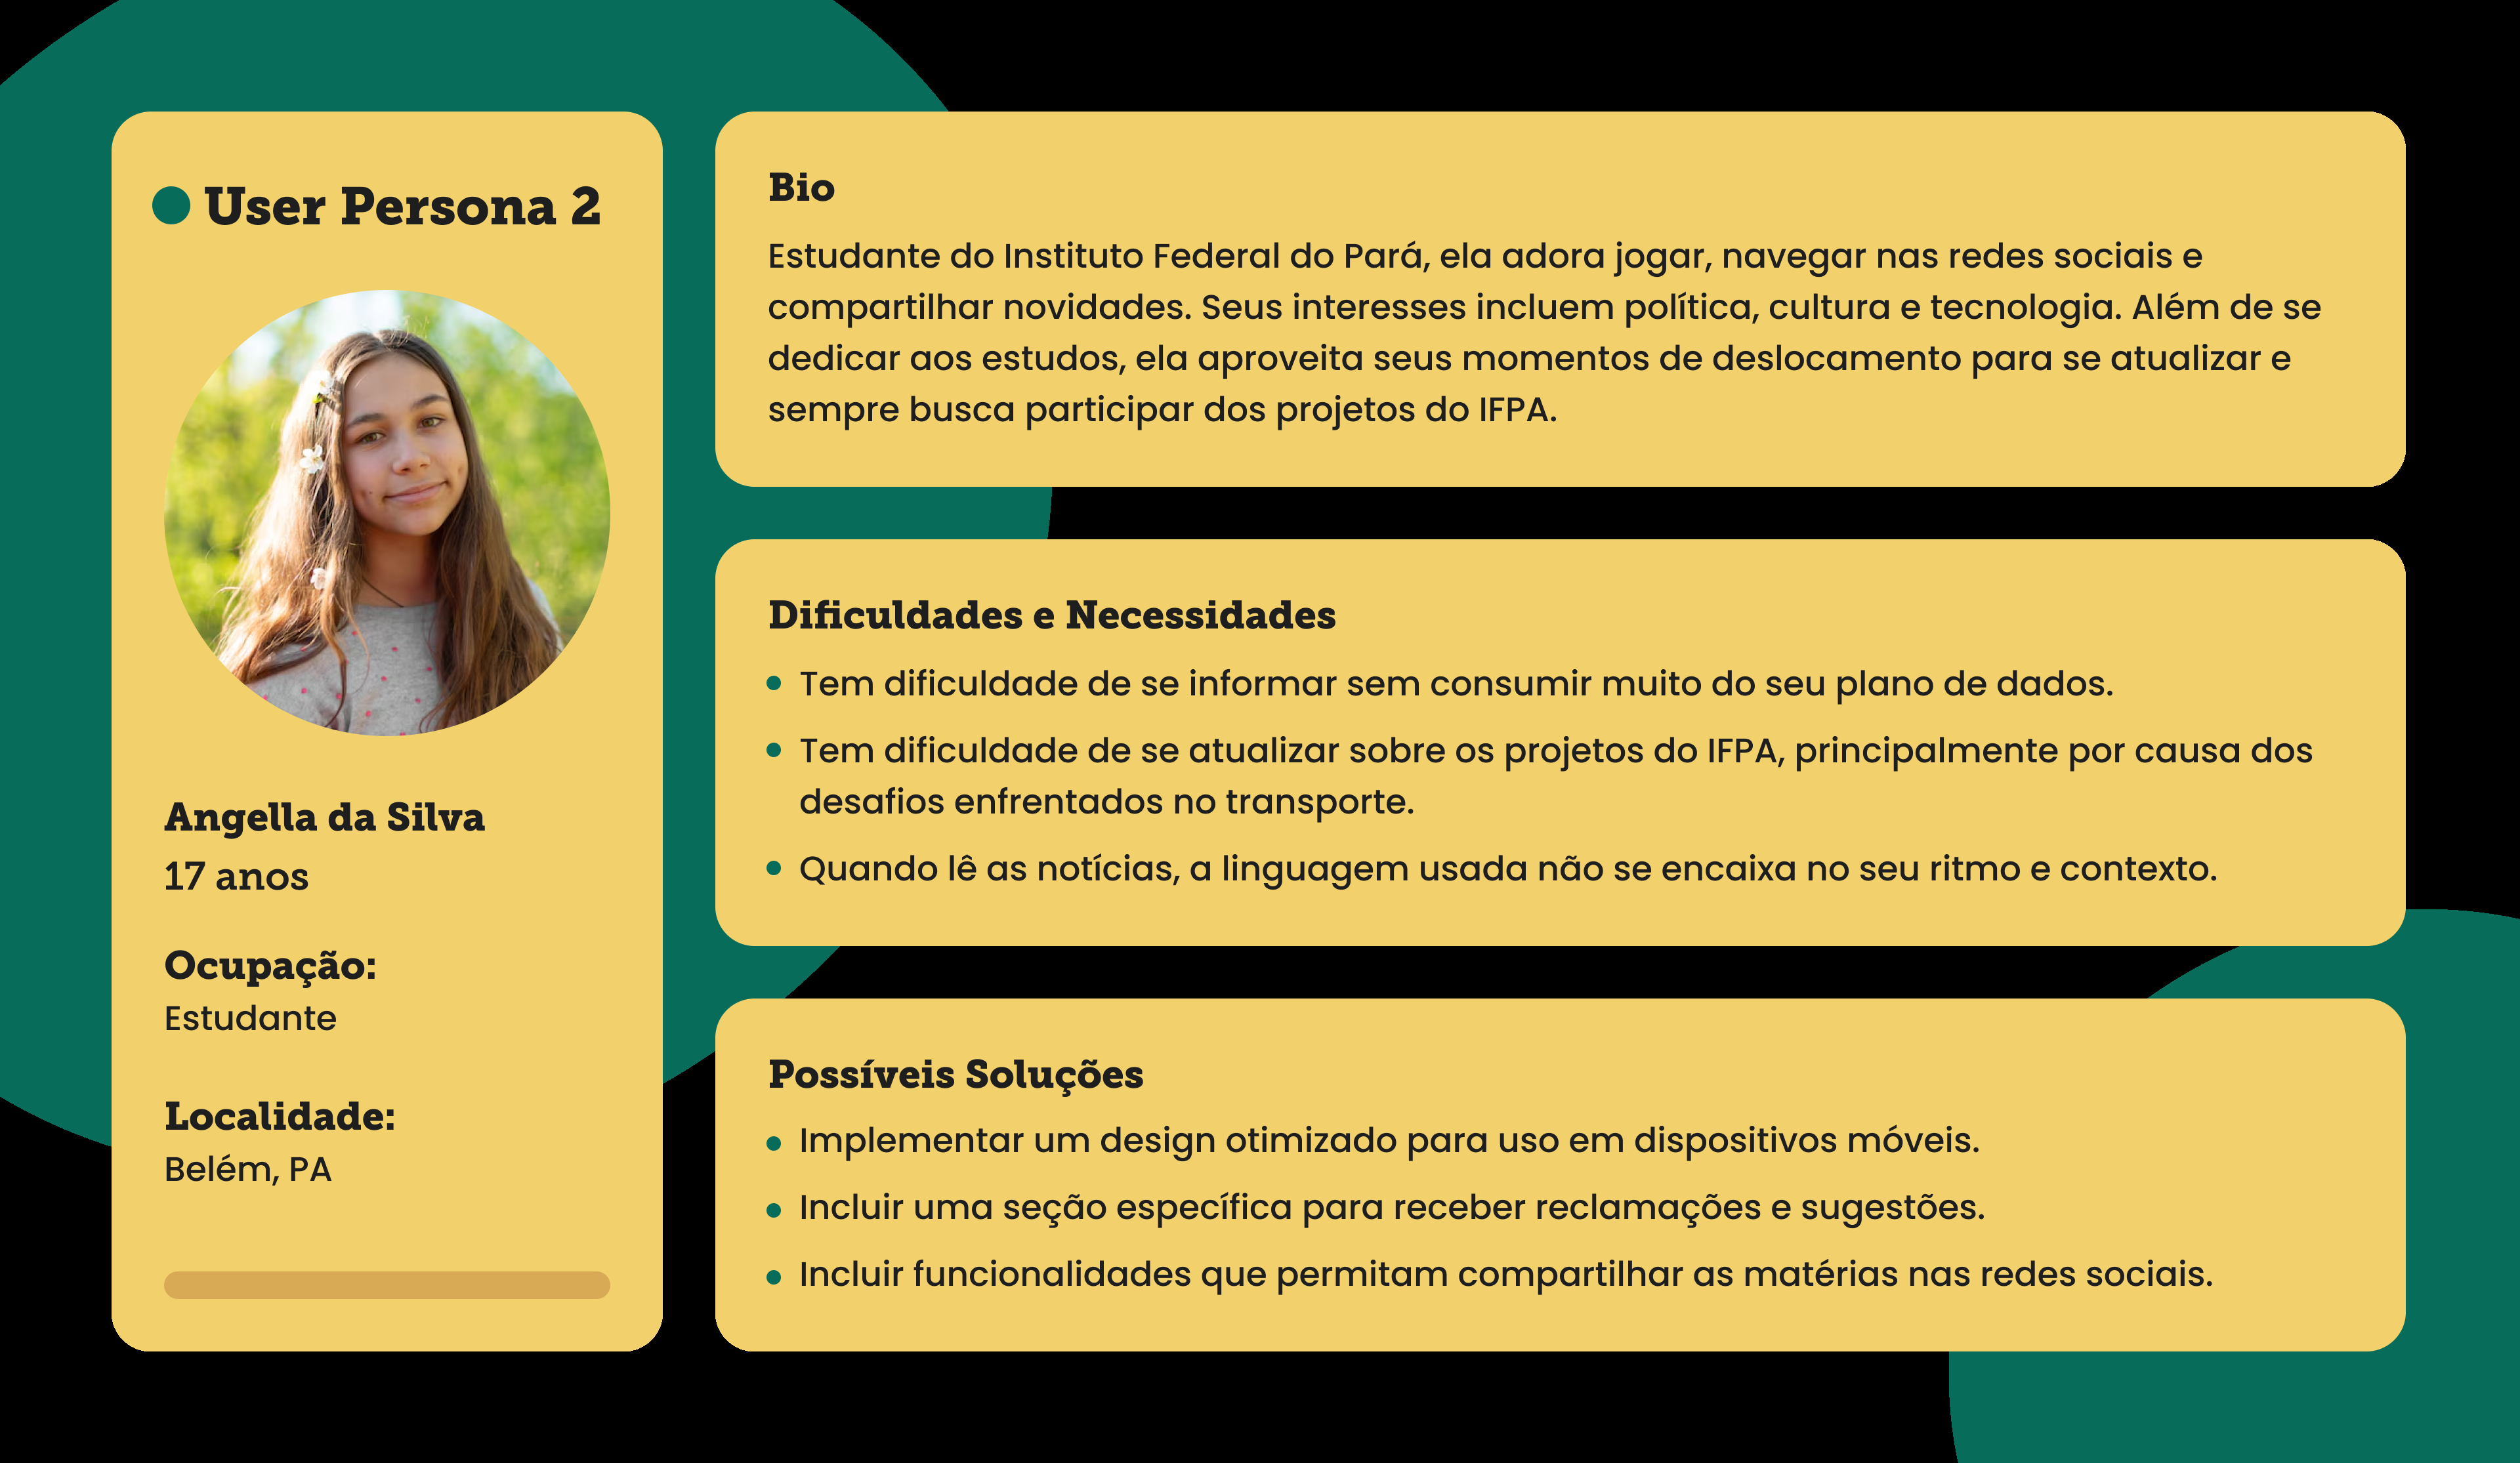 User Persona 2
Angella da Silva
17 anos
Ocupação:
Estudante
Localidade:
Belém, PA
Bio
Estudante do Instituto Federal do Pará, ela adora jogar, navegar nas redes sociais e
compartilhar novidades. Seus interesses incluem política, cultura e tecnologia. Além de se
dedicar aos estudos, ela aproveita seus momentos de deslocamento para se atualizar e
sempre busca participar dos projetos do IFPA.
Dificuldades e Necessidades
Tem dificuldade de se informar sem consumir muito do seu plano de dados.
Tem dificuldade de se atualizar sobre os projetos do IFPA, principalmente por causa dos
desafios enfrentados no transporte.
Quando lê as notícias, a linguagem usada não se encaixa no seu ritmo e contexto.
Possíveis Soluções
Implementar um design otimizado para uso em dispositivos móveis.
Incluir uma seção específica para receber reclamações e sugestões.
Incluir funcionalidades que permitam compartilhar as matérias nas redes sociais.